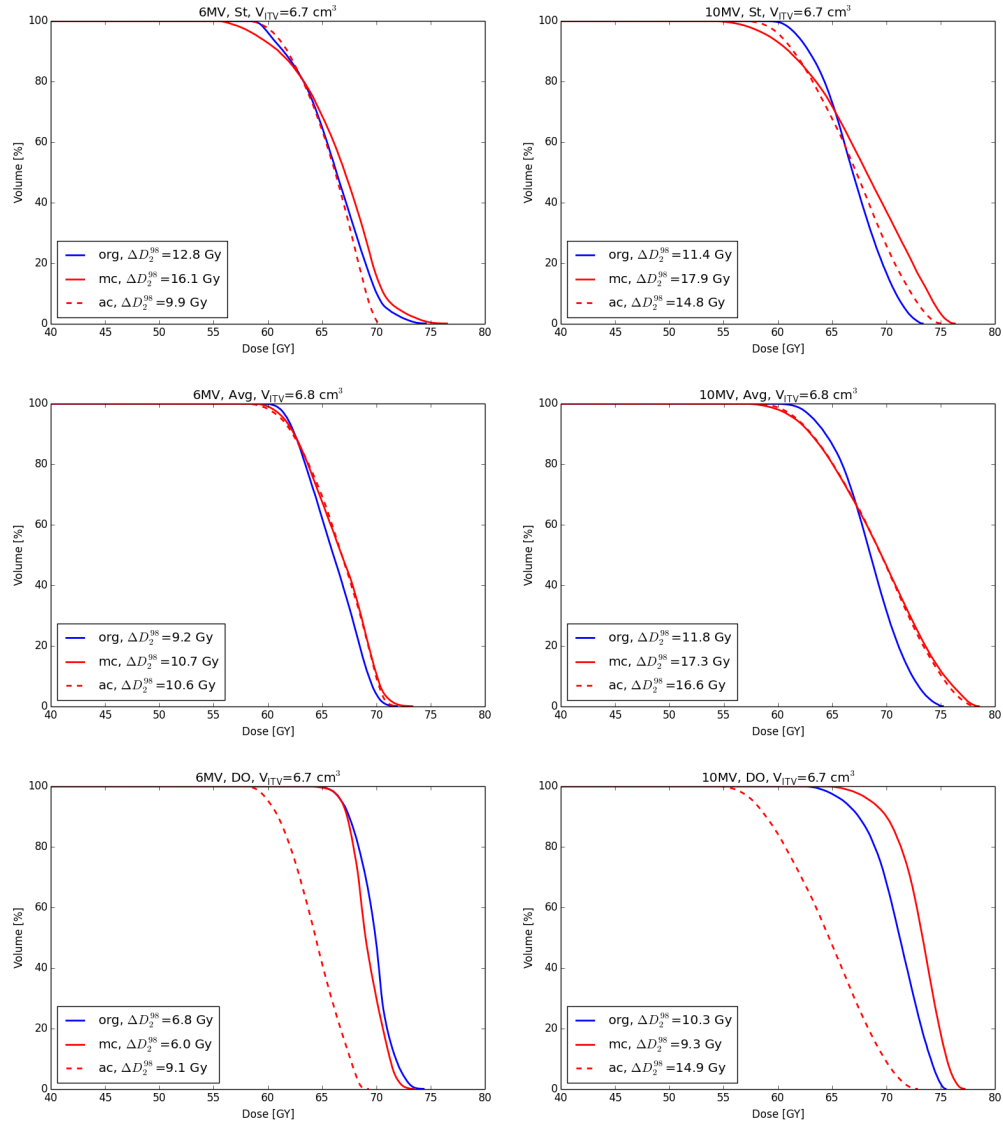 6MV, St, V_ITV=6.7 cm³
100
80
60
40
20
0
Volume [%]
org, ΔD₂⁹⁸=12.8 Gy
mc, ΔD₂⁹⁸=16.1 Gy
ac, ΔD₂⁹⁸=9.9 Gy
40 45 50 55 60 65 70 75 80
Dose [GY]
10MV, St, V_ITV=6.7 cm³
100
80
60
40
20
0
Volume [%]
org, ΔD₂⁹⁸=11.4 Gy
mc, ΔD₂⁹⁸=17.9 Gy
ac, ΔD₂⁹⁸=14.8 Gy
40 45 50 55 60 65 70 75 80
Dose [GY]
6MV, Avg, V_ITV=6.8 cm³
100
80
60
40
20
0
Volume [%]
org, ΔD₂⁹⁸=9.2 Gy
mc, ΔD₂⁹⁸=10.7 Gy
ac, ΔD₂⁹⁸=10.6 Gy
40 45 50 55 60 65 70 75 80
Dose [GY]
10MV, Avg, V_ITV=6.8 cm³
100
80
60
40
20
0
Volume [%]
org, ΔD₂⁹⁸=11.8 Gy
mc, ΔD₂⁹⁸=17.3 Gy
ac, ΔD₂⁹⁸=16.6 Gy
40 45 50 55 60 65 70 75 80
Dose [GY]
6MV, DO, V_ITV=6.7 cm³
100
80
60
40
20
0
Volume [%]
org, ΔD₂⁹⁸=6.8 Gy
mc, ΔD₂⁹⁸=6.0 Gy
ac, ΔD₂⁹⁸=9.1 Gy
40 45 50 55 60 65 70 75 80
Dose [GY]
10MV, DO, V_ITV=6.7 cm³
100
80
60
40
20
0
Volume [%]
org, ΔD₂⁹⁸=10.3 Gy
mc, ΔD₂⁹⁸=9.3 Gy
ac, ΔD₂⁹⁸=14.9 Gy
40 45 50 55 60 65 70 75 80
Dose [GY]